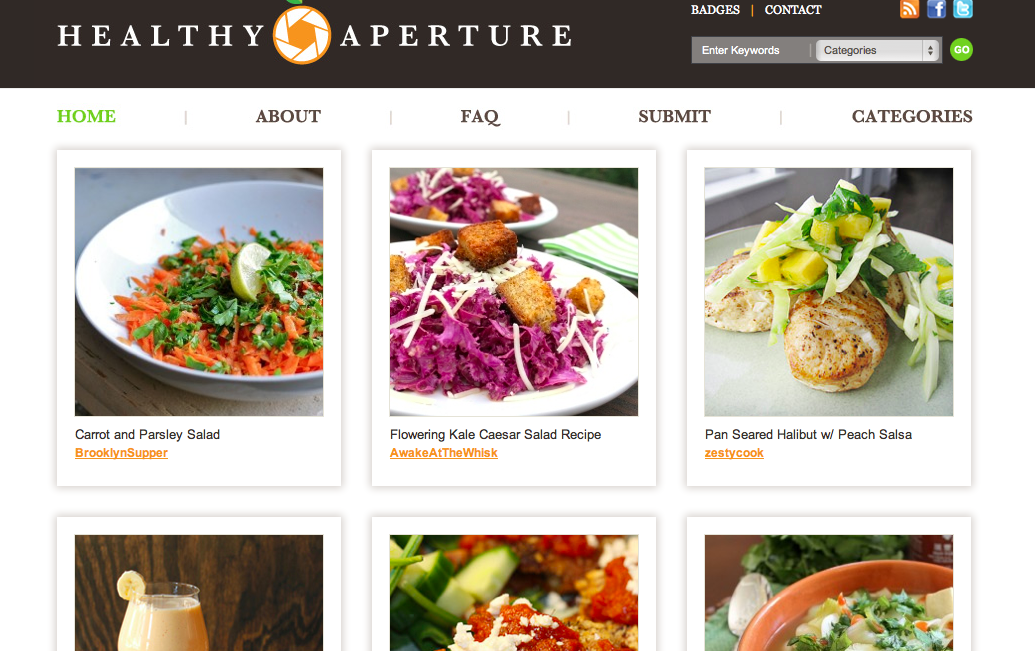 BADGES | CONTACT
HEALTHY APERTURE
Enter Keywords | Categories GO
HOME | ABOUT | FAQ | SUBMIT | CATEGORIES
Carrot and Parsley Salad
BrooklynSupper
Flowering Kale Caesar Salad Recipe
AwakeAtTheWhisk
Pan Seared Halibut w/ Peach Salsa
zestycook